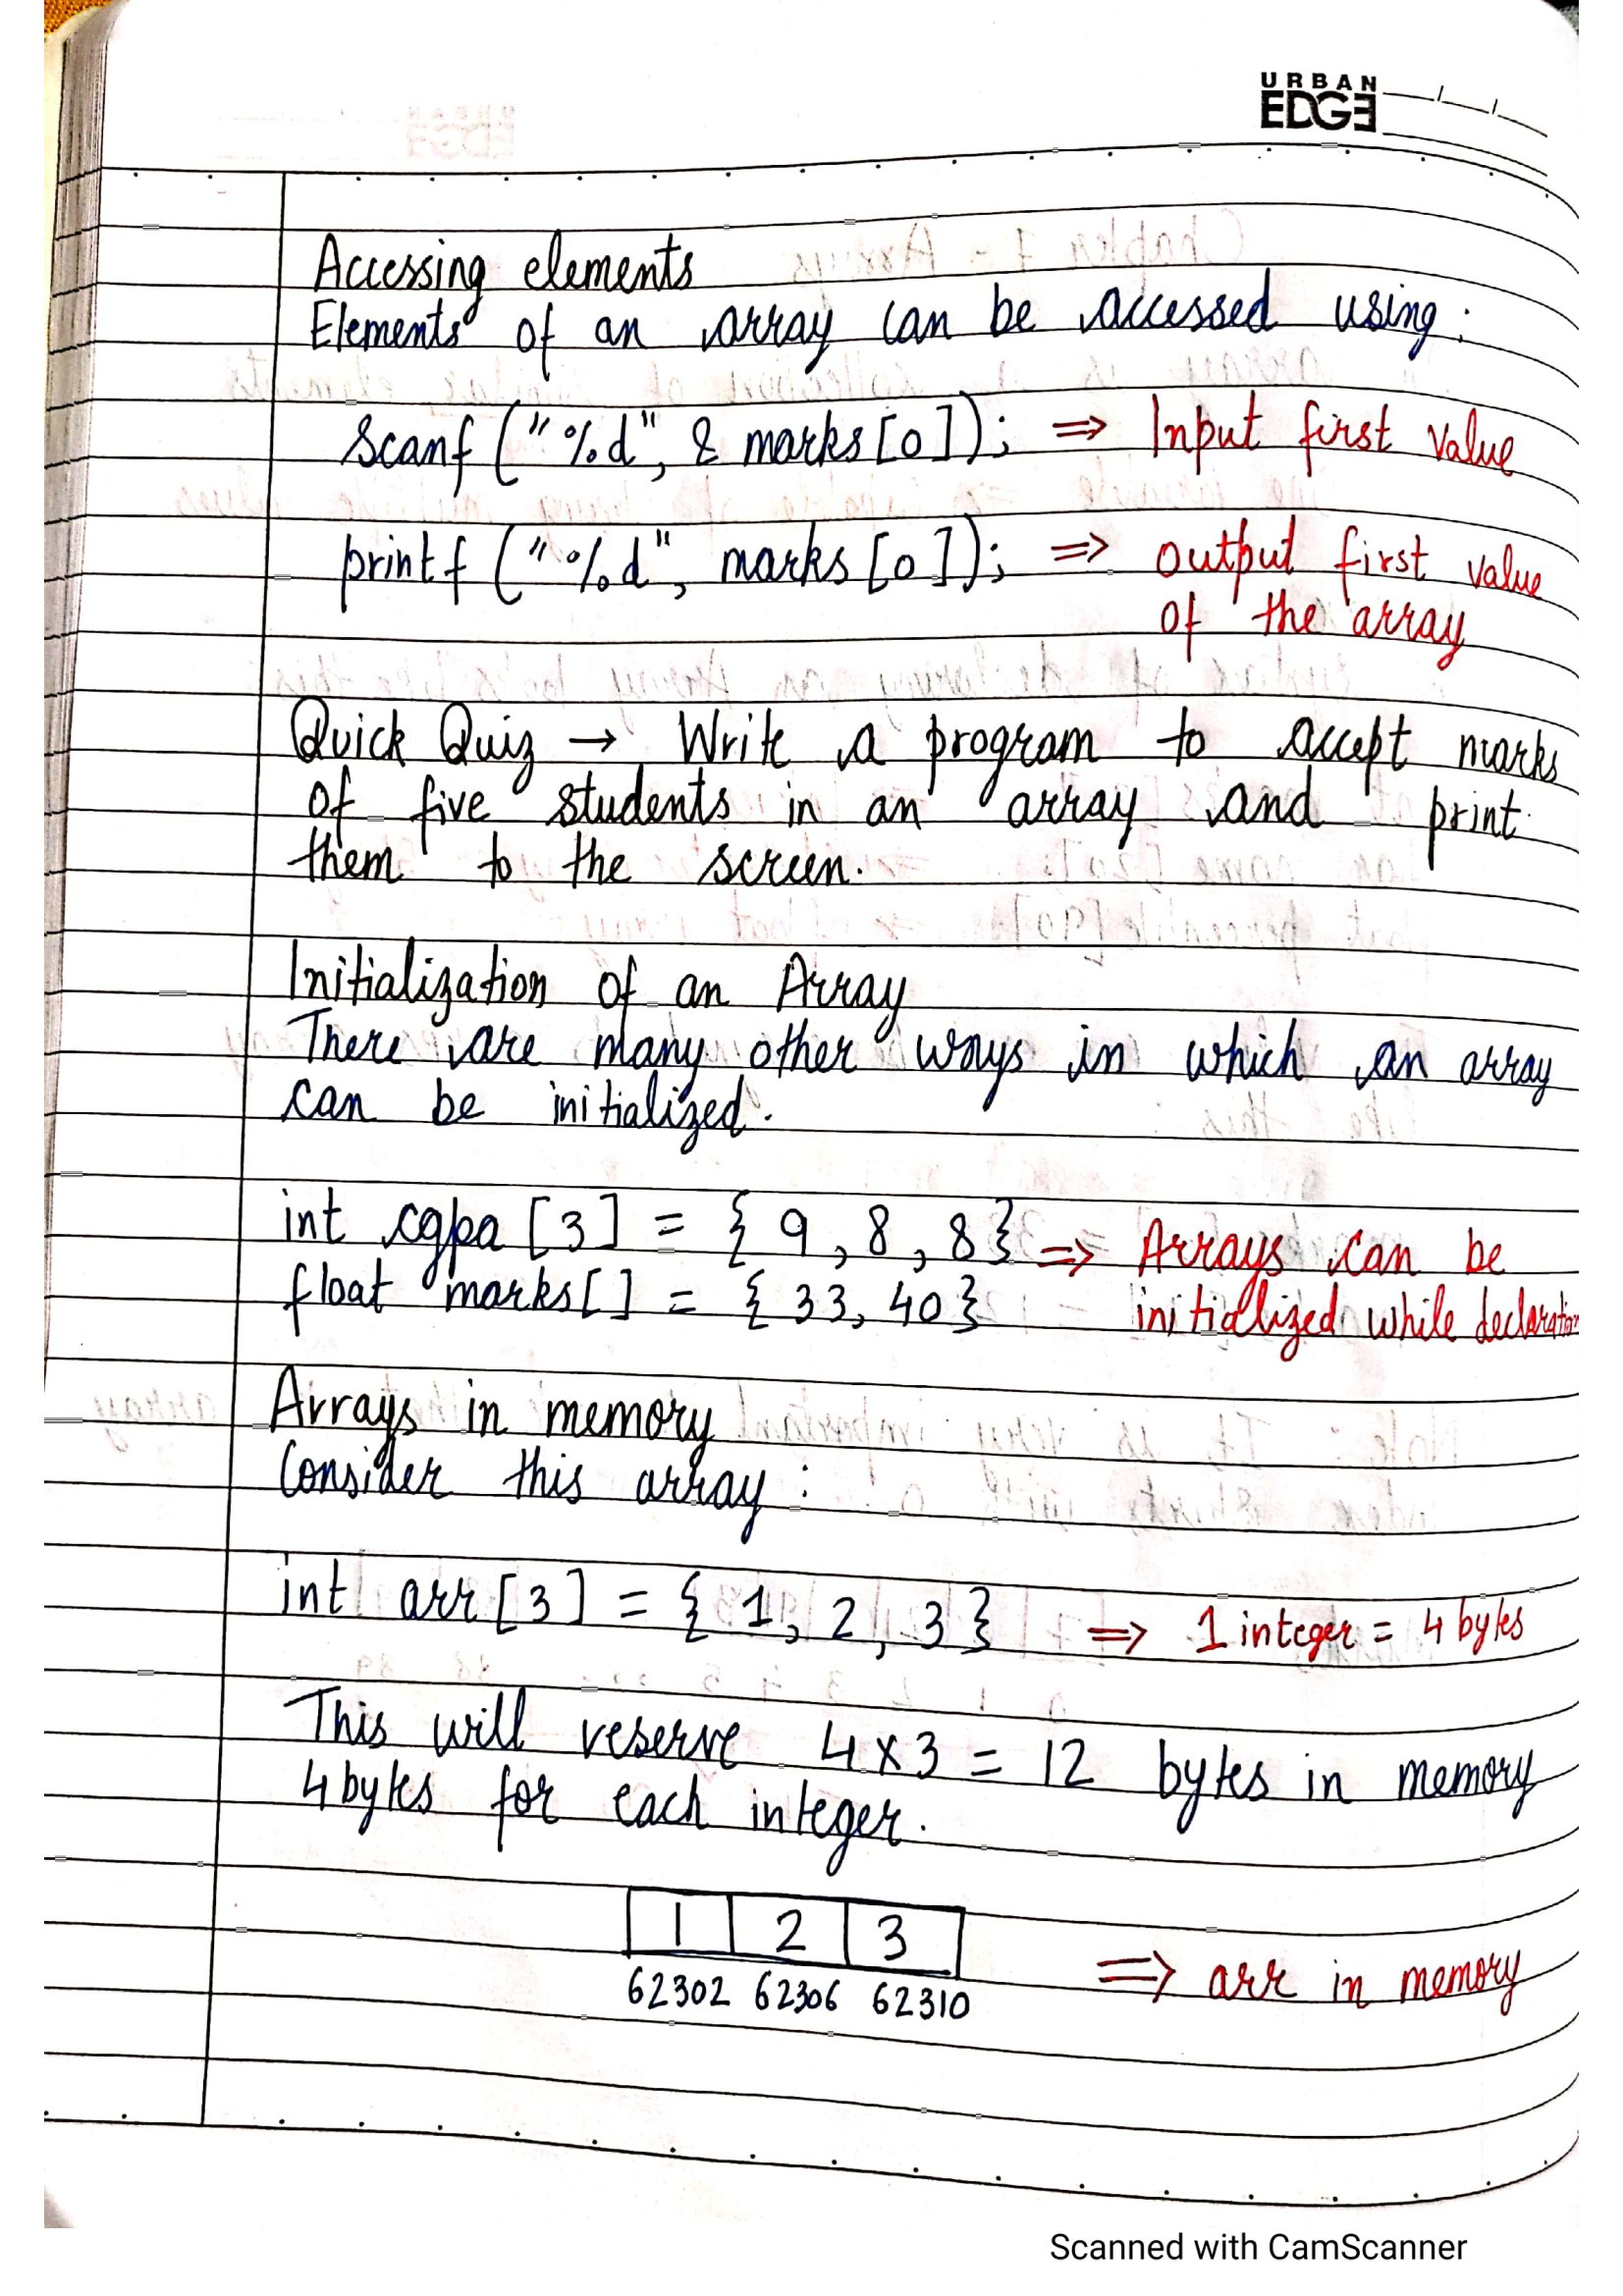 URBAN
EDGE
Accessing elements
Elements of an array can be accessed using:
scanf ("%d", & marks[0]); ⇒ Input first value
printf ("%d", marks [0]); ⇒ output first value
of the array
Quick Quiz → Write a program to accept marks
of five students in an array and print
them to the screen.
Initialization of an Array
There are many other ways in which an array
can be initialized.
int cgpa [3] = { 9, 8, 8} ⇒ Arrays can be
float marks[] = { 33, 40} initialized while declaration
Arrays in memory
Consider this array:
int arr [3] = { 1, 2, 3 } ⇒ 1 integer = 4 bytes
This will reserve 4x3 = 12 bytes in memory
4 bytes for each integer.
1 2 3
62302 62306 62310 ⇒ arr in memory
Scanned with CamScanner